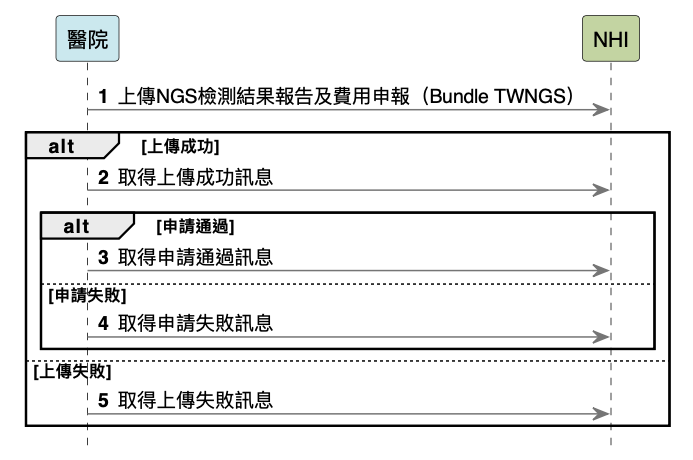 醫院
NHI
1 上傳NGS檢測結果報告及費用申報（Bundle TWNGS）
alt [上傳成功]
2 取得上傳成功訊息
alt [申請通過]
3 取得申請通過訊息
[申請失敗]
4 取得申請失敗訊息
[上傳失敗]
5 取得上傳失敗訊息